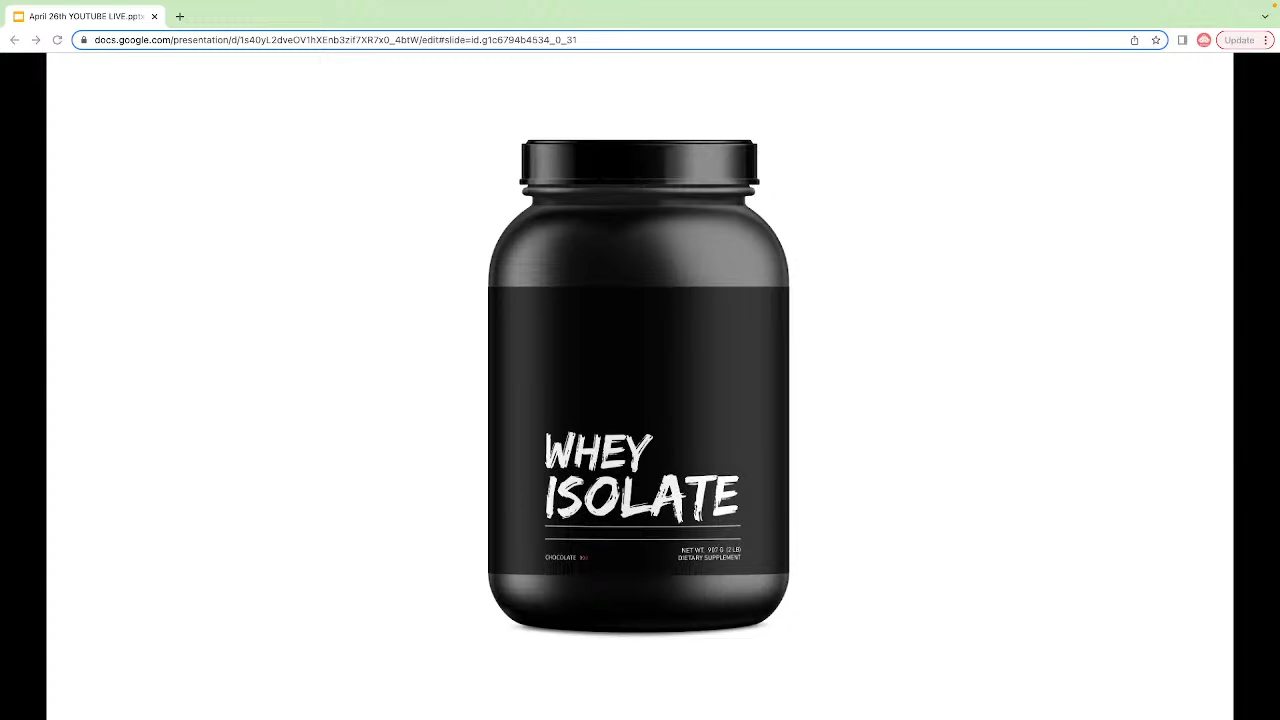 April 26th YOUTUBE LIVE.pptx
docs.google.com/presentation/d/1s40yL2dveOV1hXEnb3zif7XR7x0_4btW/edit#slide=id.g1c6794b4534_0_31
Update
WHEY
ISOLATE
NET WT. 907 G (2 LB)
CHOCOLATE
DIETARY SUPPLEMENT